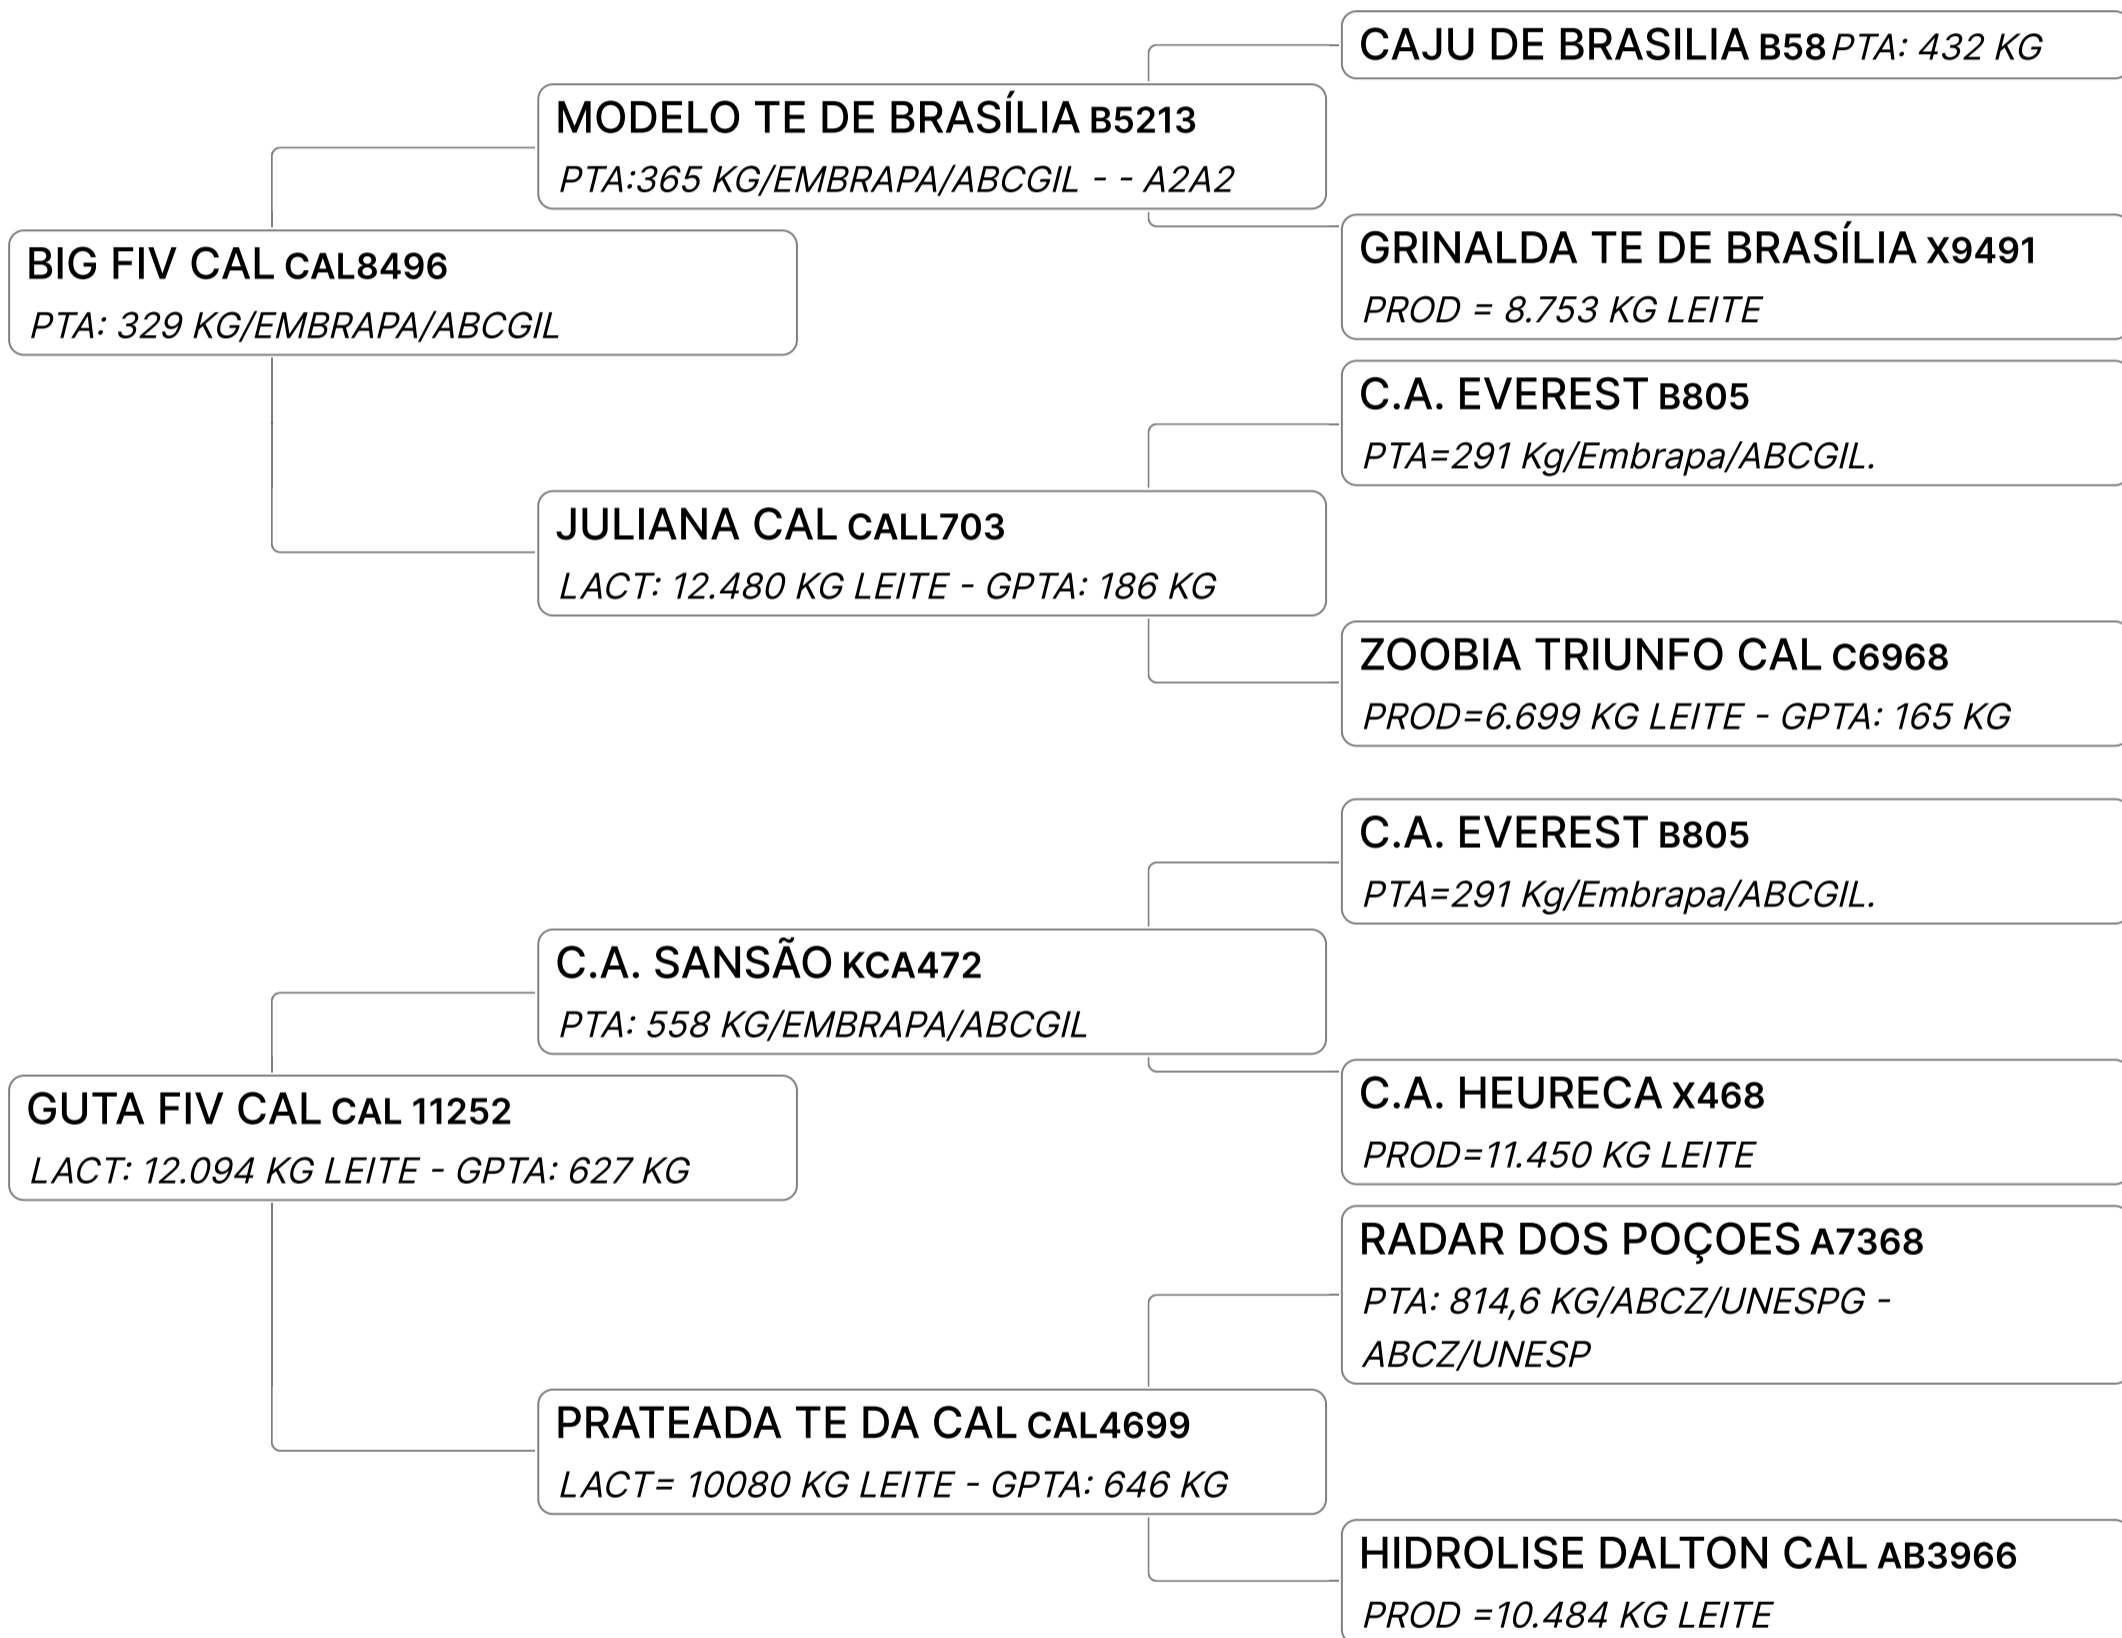 CAJU DE BRASILIA B58 PTA: 432 KG
MODELO TE DE BRASÍLIA B5213
PTA:365 KG/EMBRAPA/ABCGIL - - A2A2
GRINALDA TE DE BRASÍLIA X9491
PROD = 8.753 KG LEITE
BIG FIV CAL CAL8496
PTA: 329 KG/EMBRAPA/ABCGIL
C.A. EVEREST B805
PTA=291 Kg/Embrapa/ABCGIL.
JULIANA CAL CALL703
LACT: 12.480 KG LEITE - GPTA: 186 KG
ZOOBIA TRIUNFO CAL C6968
PROD=6.699 KG LEITE - GPTA: 165 KG
C.A. EVEREST B805
PTA=291 Kg/Embrapa/ABCGIL.
C.A. SANSÃO KCA472
PTA: 558 KG/EMBRAPA/ABCGIL
C.A. HEURECA X468
PROD=11.450 KG LEITE
GUTA FIV CAL CAL 11252
LACT: 12.094 KG LEITE - GPTA: 627 KG
RADAR DOS POÇOES A7368
PTA: 814,6 KG/ABCZ/UNESPG -
ABCZ/UNESP
PRATEADA TE DA CAL CAL4699
LACT= 10080 KG LEITE - GPTA: 646 KG
HIDROLISE DALTON CAL AB3966
PROD =10.484 KG LEITE